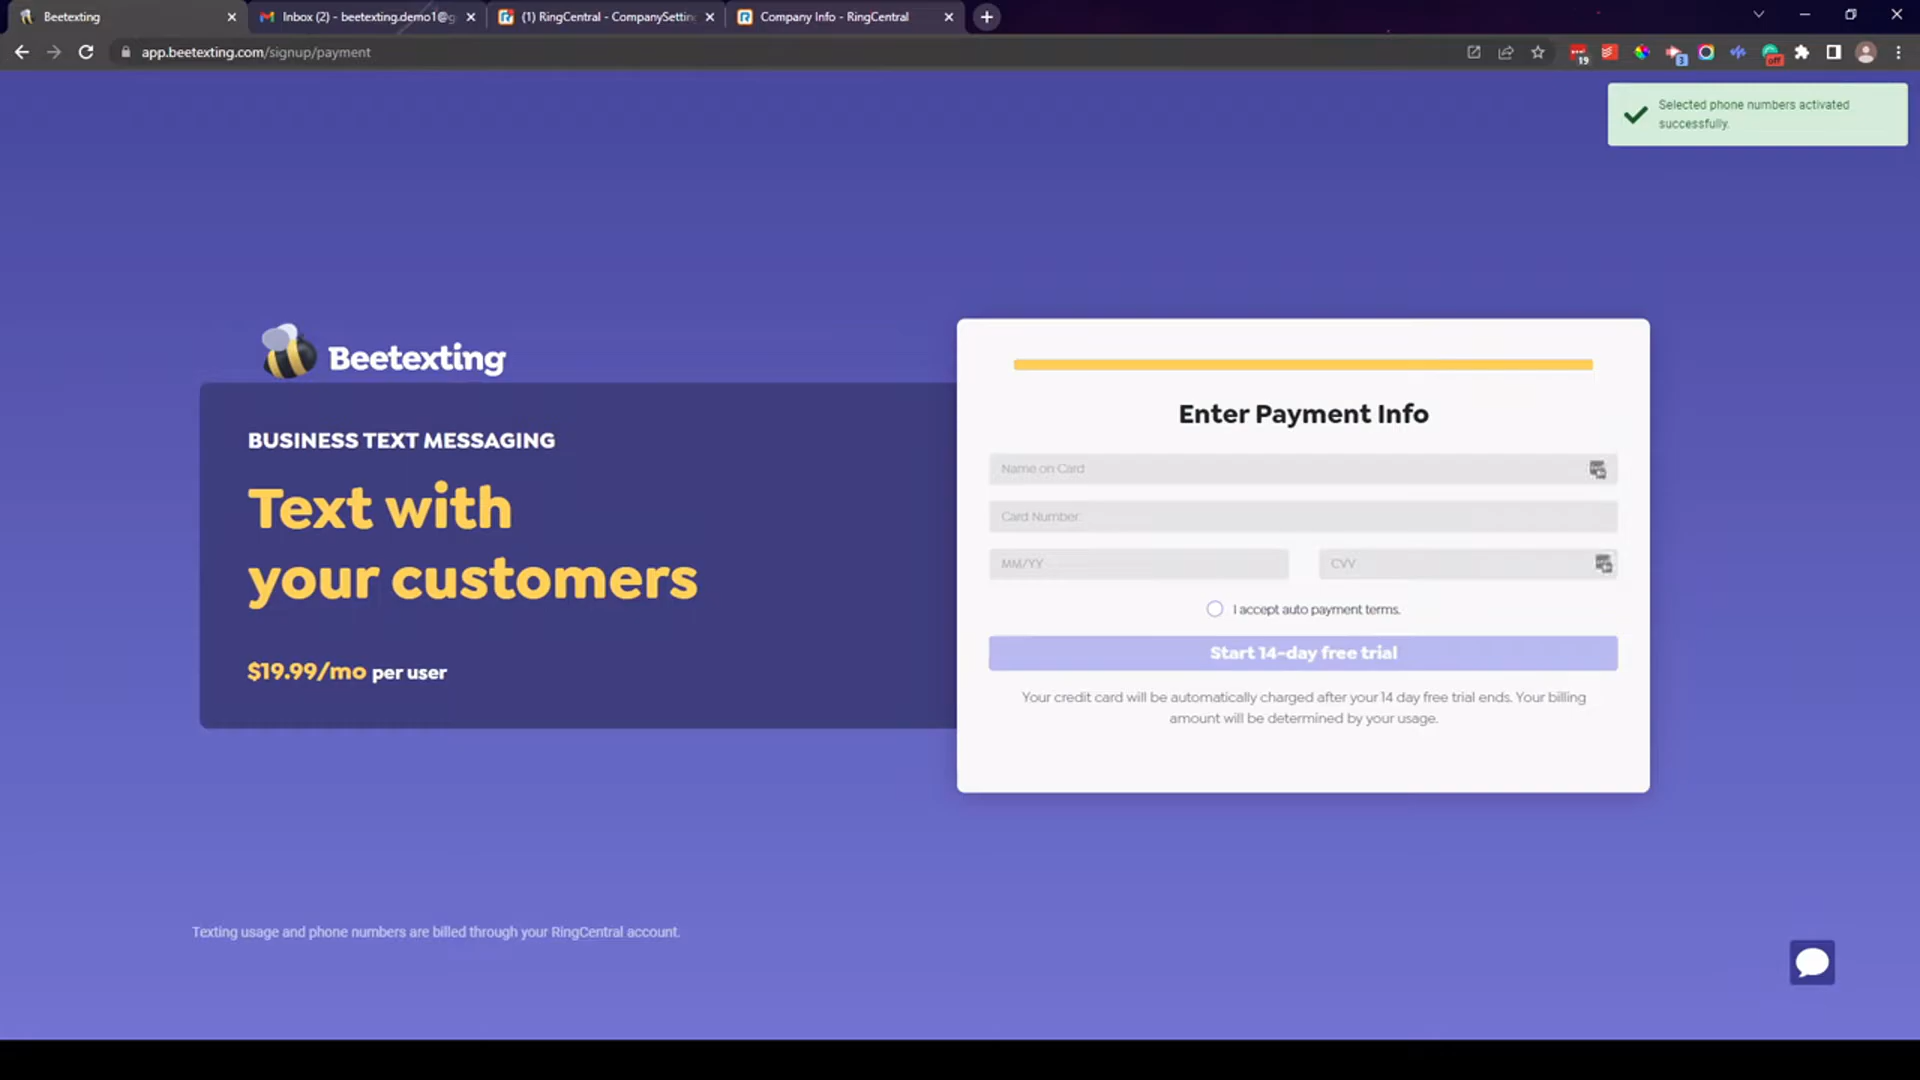 Beetexting
Inbox (2) - beetexting.demo1@g
(1) RingCentral - CompanySettin
Company Info - RingCentral
app.beetexting.com/signup/payment
19
3
off
Selected phone numbers activated
successfully.
Beetexting
BUSINESS TEXT MESSAGING
Text with
your customers
$19.99/mo per user
Enter Payment Info
Name on Card
Card Number
MM/YY
CVV
I accept auto payment terms.
Start 14-day free trial
Your credit card will be automatically charged after your 14 day free trial ends. Your billing
amount will be determined by your usage.
Texting usage and phone numbers are billed through your RingCentral account.